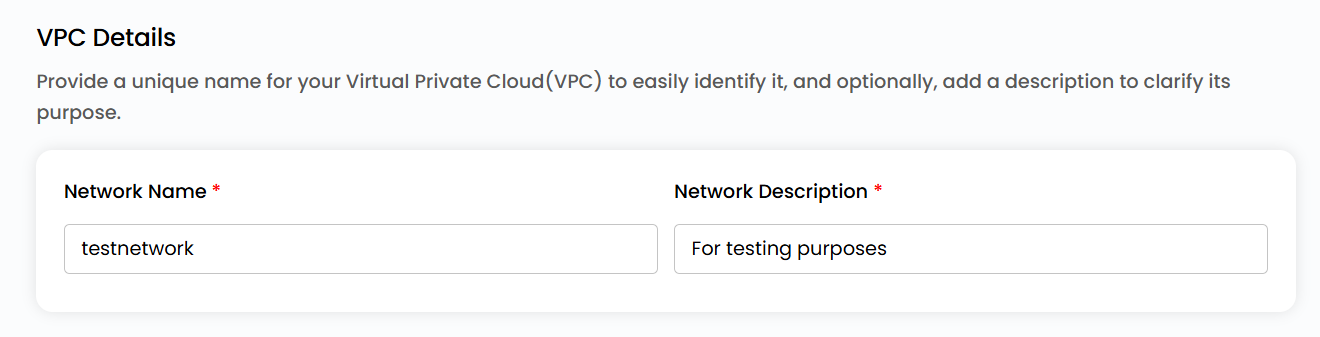 VPC Details
Provide a unique name for your Virtual Private Cloud(VPC) to easily identify it, and optionally, add a description to clarify its
purpose.
Network Name *
Network Description *
testnetwork
For testing purposes